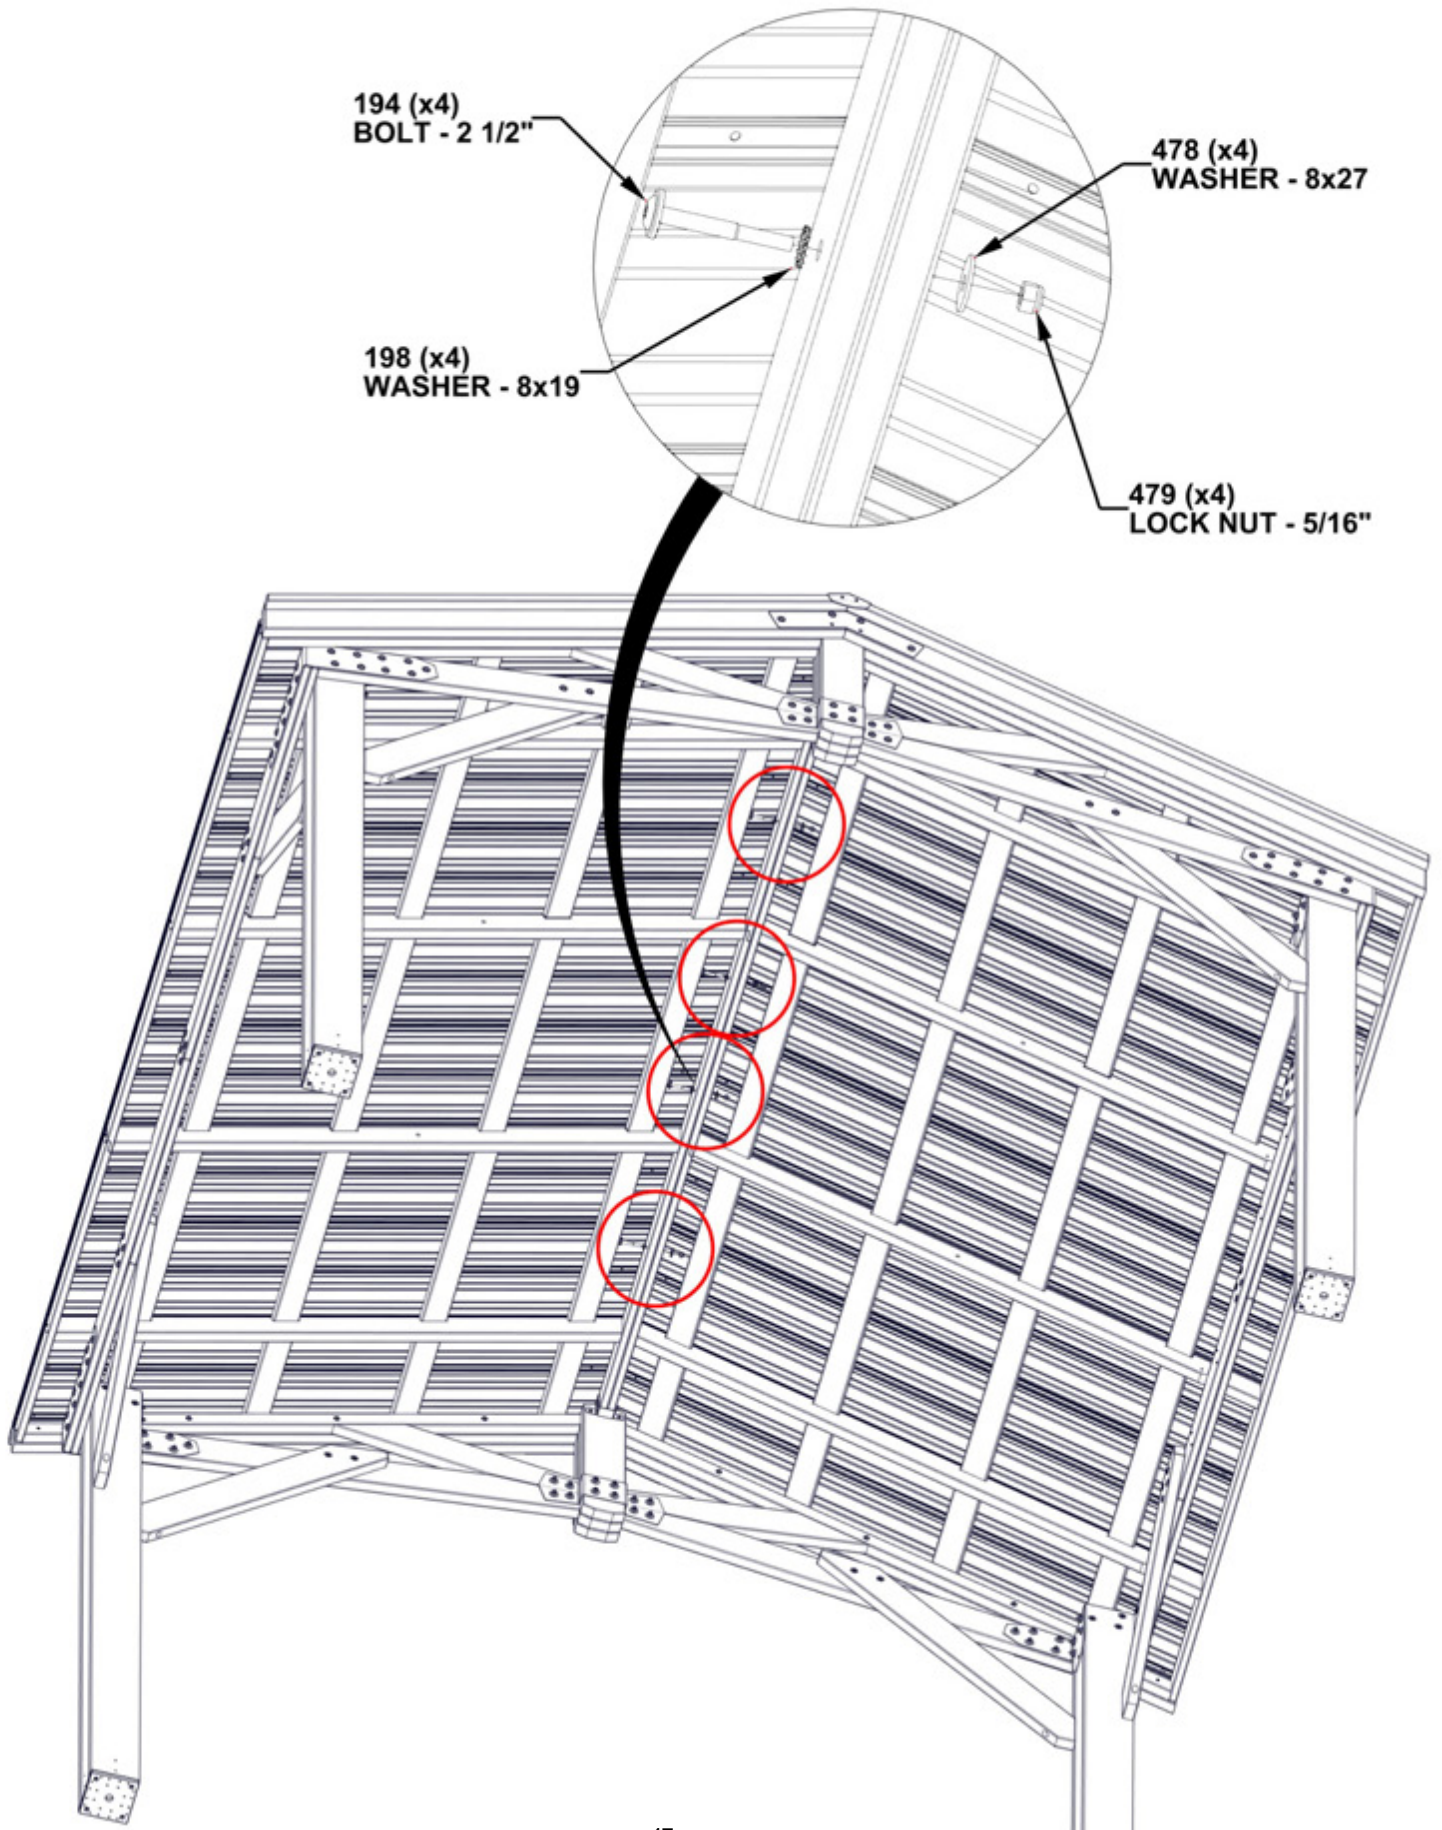 194 (x4)
BOLT - 2 1/2"
478 (x4)
WASHER - 8x27
198 (x4)
WASHER - 8x19
479 (x4)
LOCK NUT - 5/16"